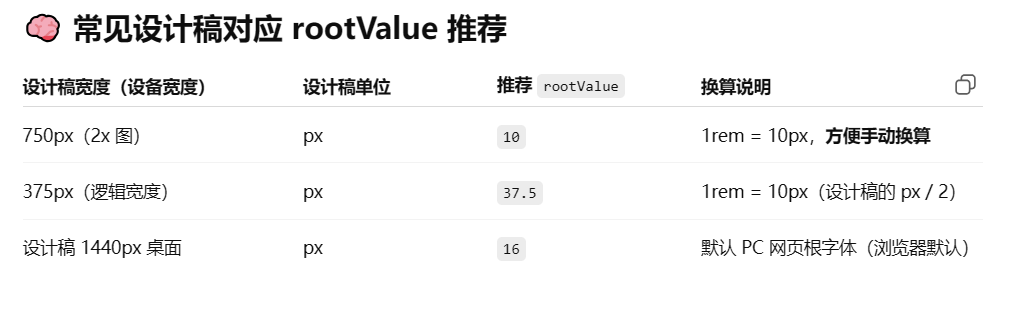 🧠 常见设计稿对应 rootValue 推荐
设计稿宽度（设备宽度） 设计稿单位 推荐 rootValue 换算说明
750px（2x 图） px 10 1rem = 10px，方便手动换算
375px（逻辑宽度） px 37.5 1rem = 10px（设计稿的 px / 2）
设计稿 1440px 桌面 px 16 默认 PC 网页根字体（浏览器默认）